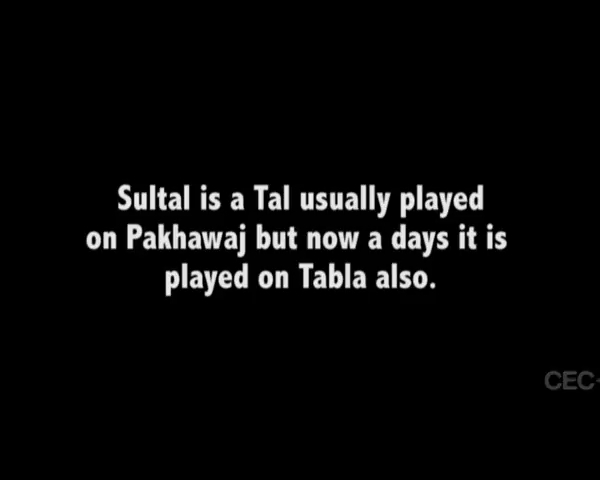 Sultal is a Tal usually played
on Pakhawaj but now a days it is
played on Tabla also.
CEC-